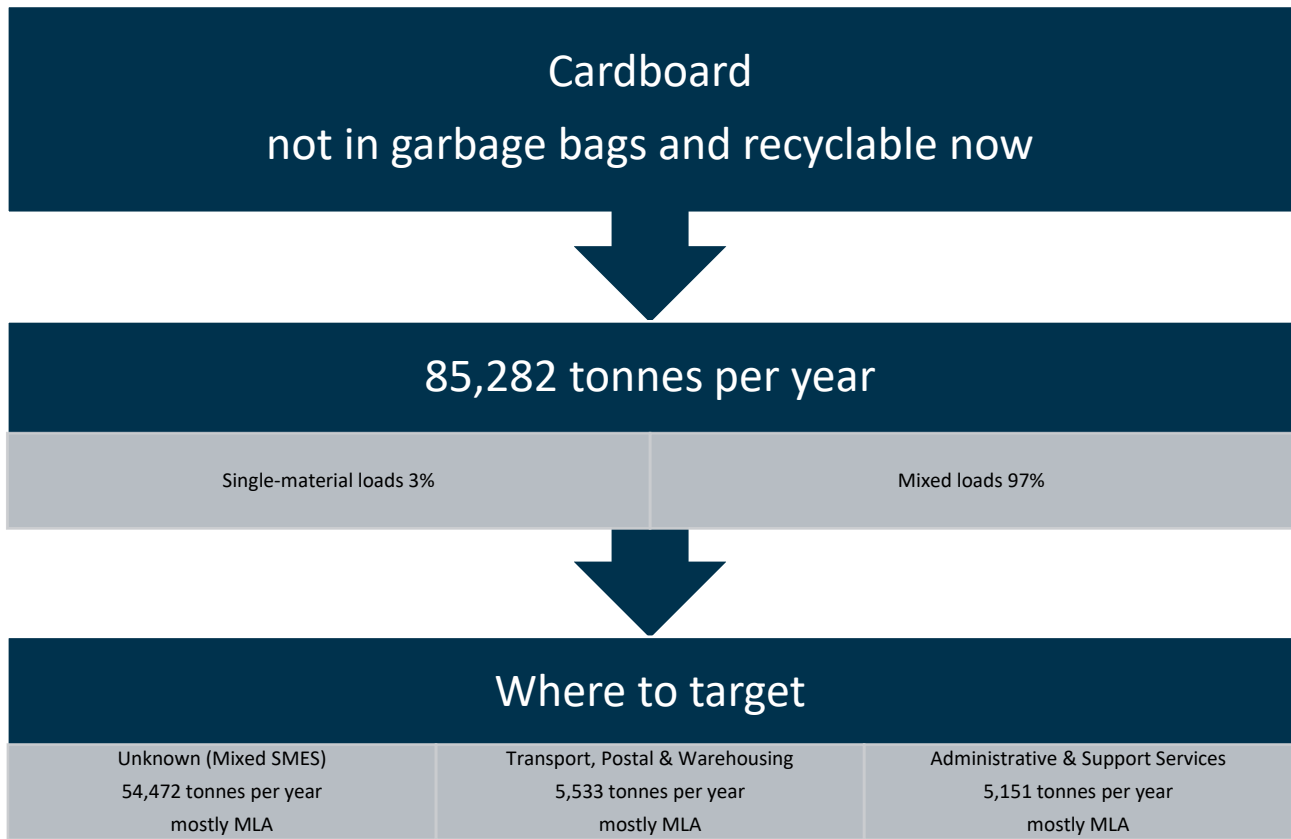 Cardboard
not in garbage bags and recyclable now
85,282 tonnes per year
Single-material loads 3%
Mixed loads 97%
Where to target
Unknown (Mixed SMES)
54,472 tonnes per year
mostly MLA
Transport, Postal & Warehousing
5,533 tonnes per year
mostly MLA
Administrative & Support Services
5,151 tonnes per year
mostly MLA